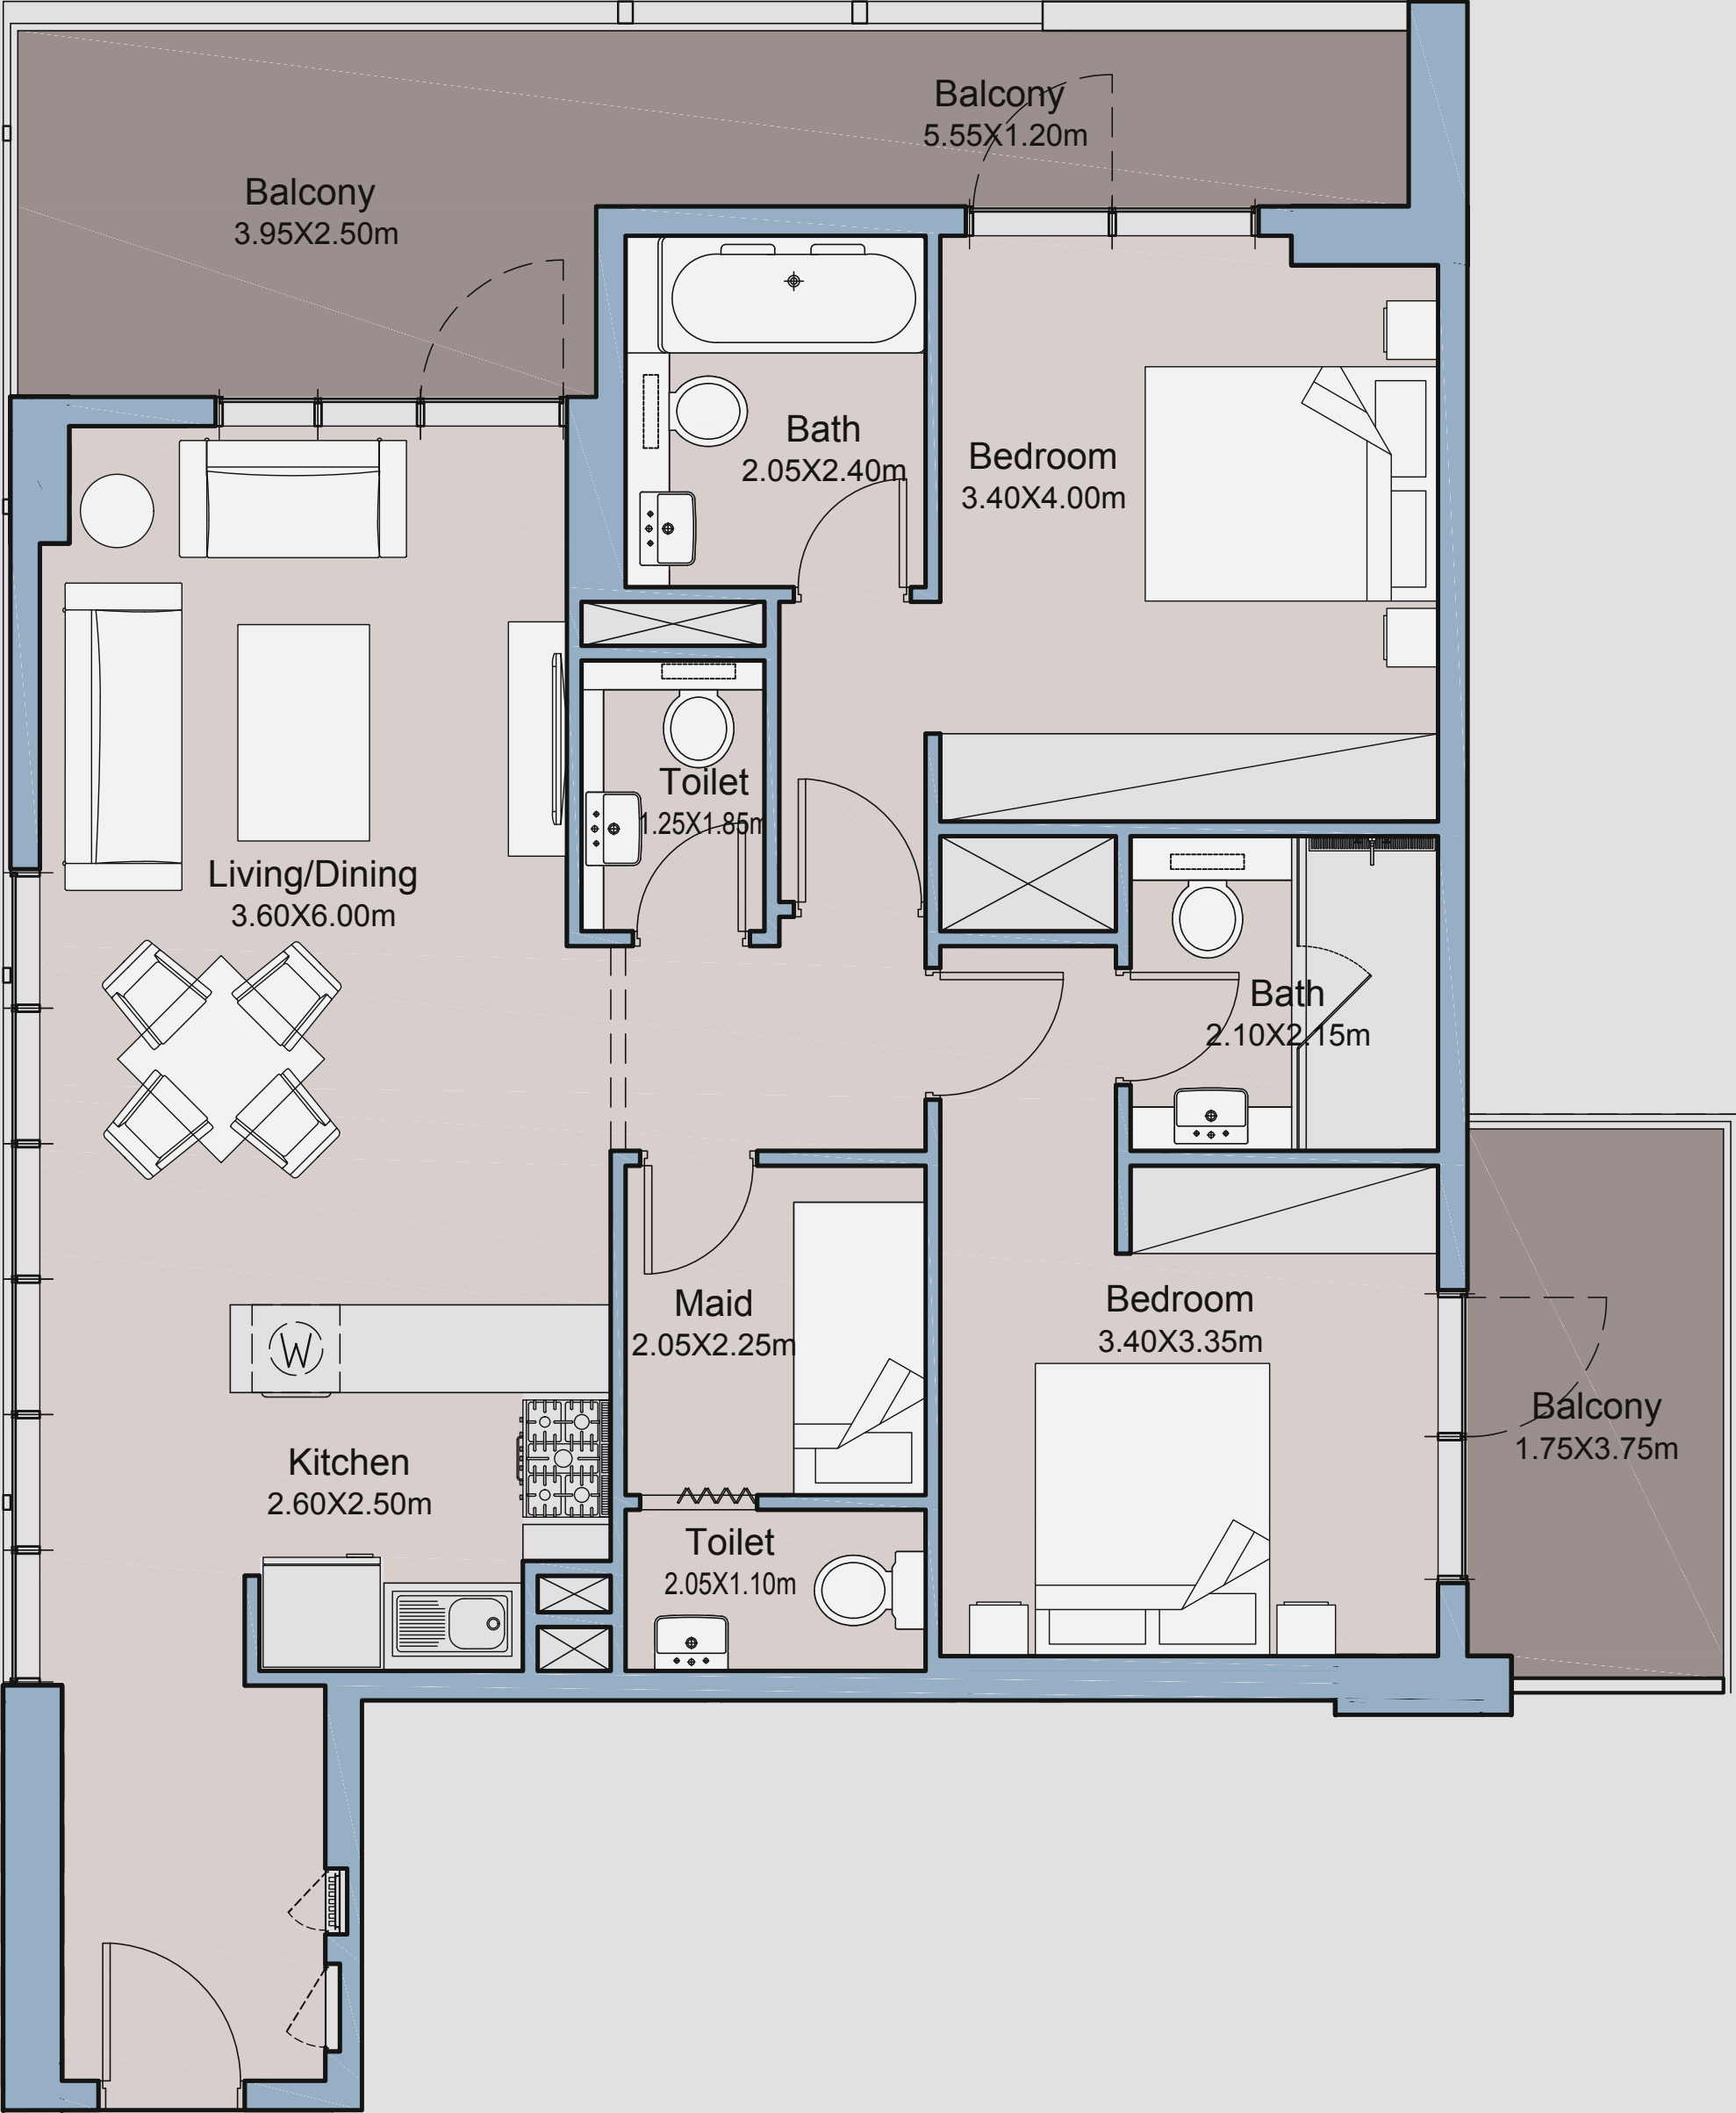 Balcony
5.55X1.20m
Balcony
3.95X2.50m
Bath
2.05X2.40m
Bedroom
3.40X4.00m
Toilet
1.25X1.85m
Living/Dining
3.60X6.00m
Bath
2.10X2.15m
Maid
2.05X2.25m
Bedroom
3.40X3.35m
W
Balcony
1.75X3.75m
Kitchen
2.60X2.50m
Toilet
2.05X1.10m